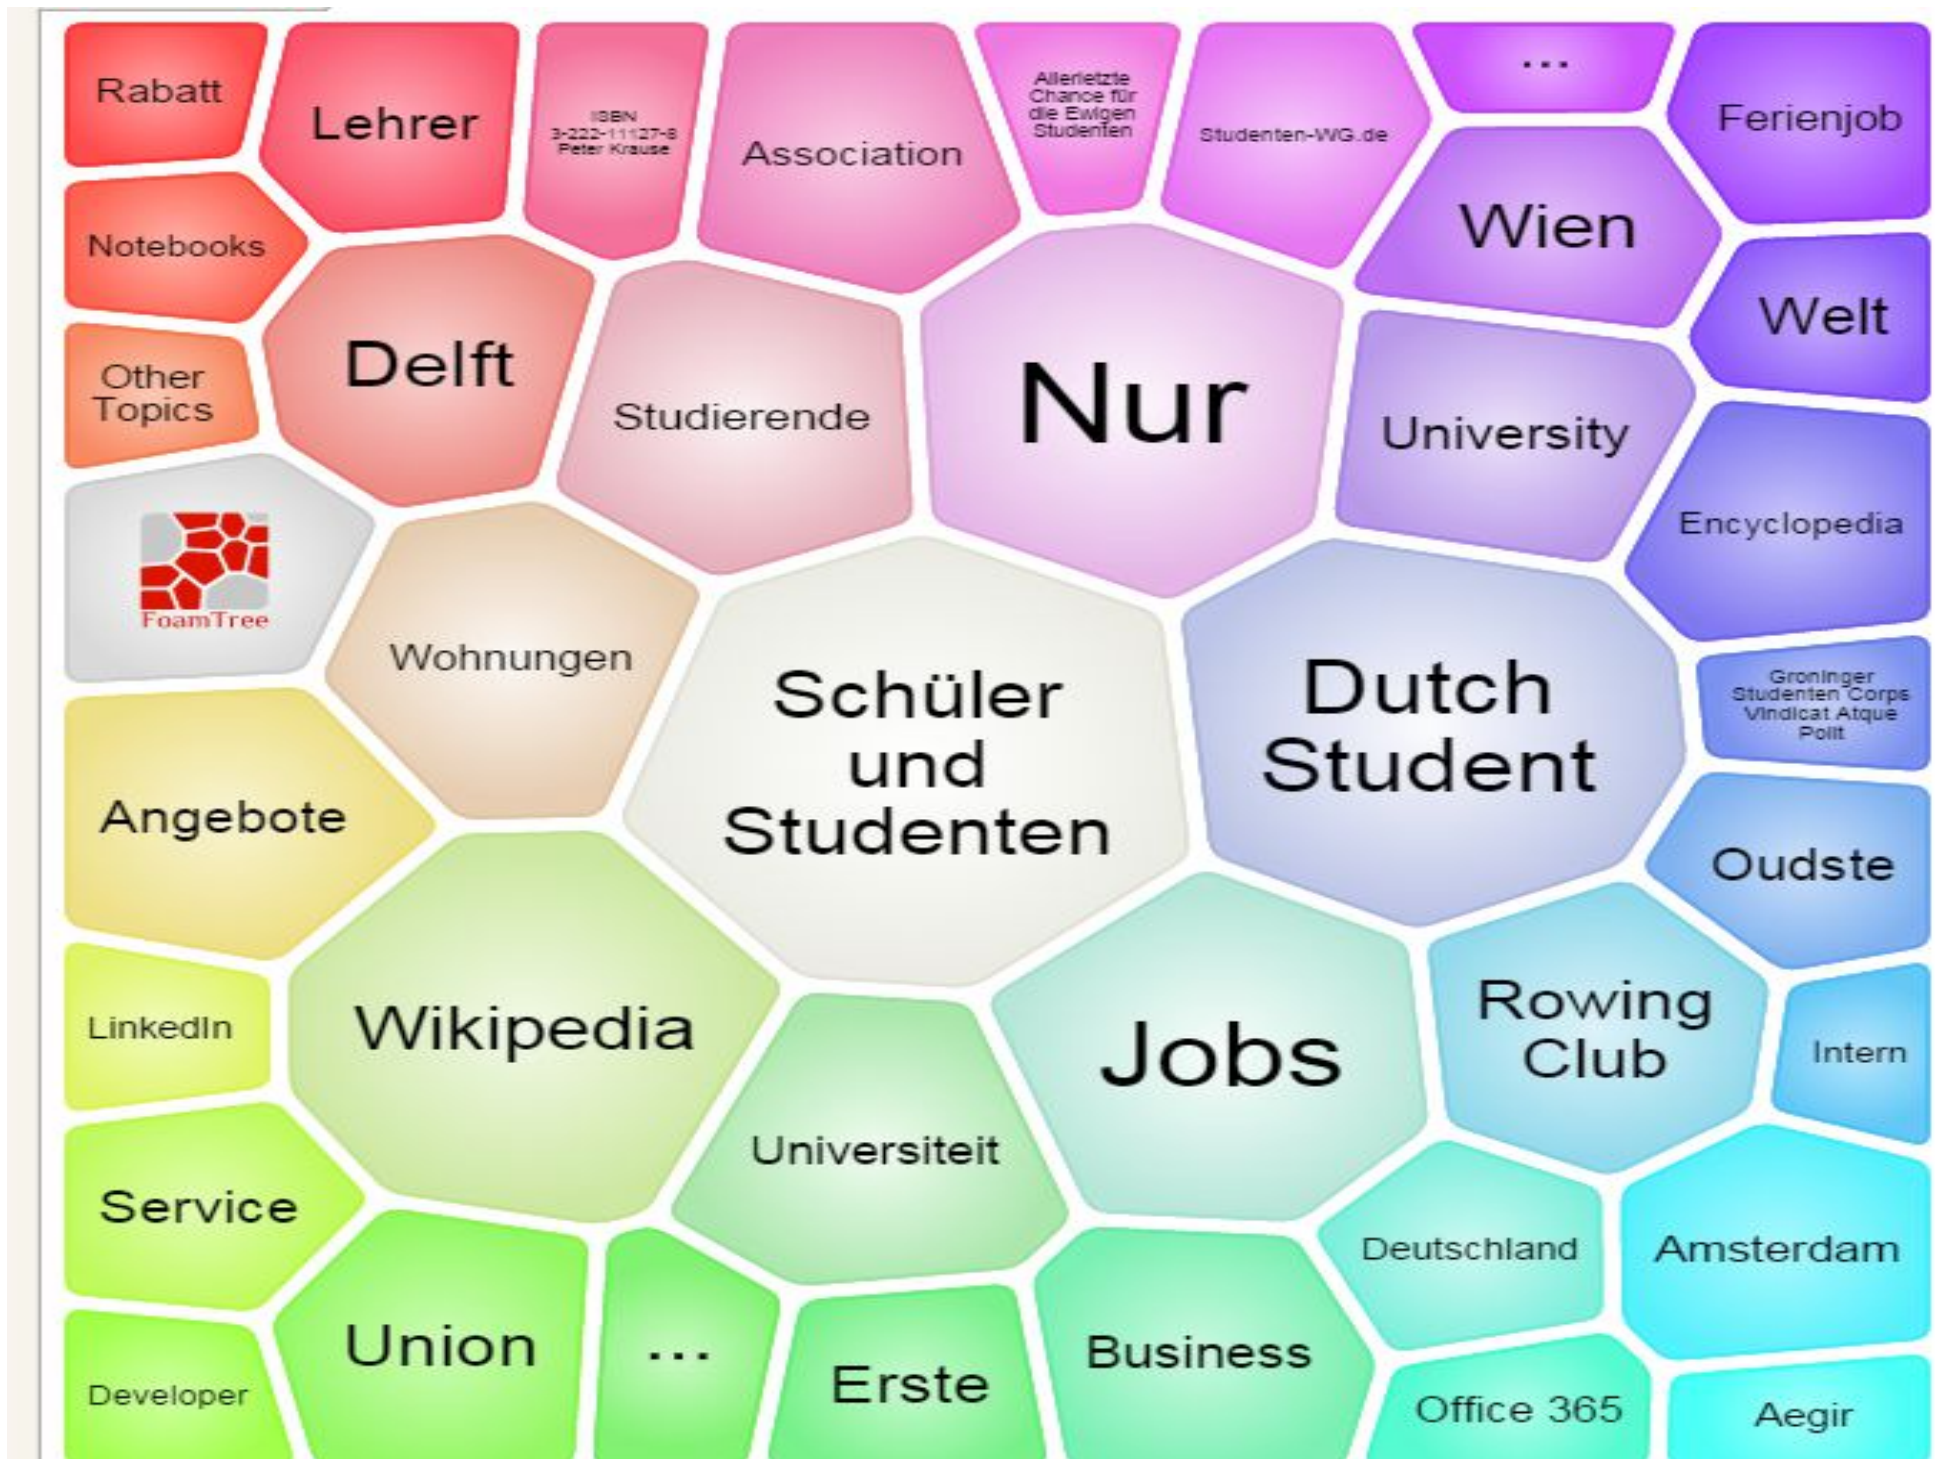 Rabatt
Lehrer
ISBN
3-222-11127-8
Peter Krause
Association
Allerletzte
Chance für
die Ewigen
Studenten
Studenten-WG.de
...
Ferienjob
Notebooks
Wien
Welt
Other
Topics
Delft
Studierende
Nur
University
Encyclopedia
FoamTree
Wohnungen
Schüler
und
Studenten
Dutch
Student
Groninger
Studenten Corps
Vindicat Atque
Polit
Angebote
Oudste
LinkedIn
Wikipedia
Jobs
Rowing
Club
Intern
Service
Universiteit
Deutschland
Amsterdam
Developer
Union
...
Erste
Business
Office 365
Aegir